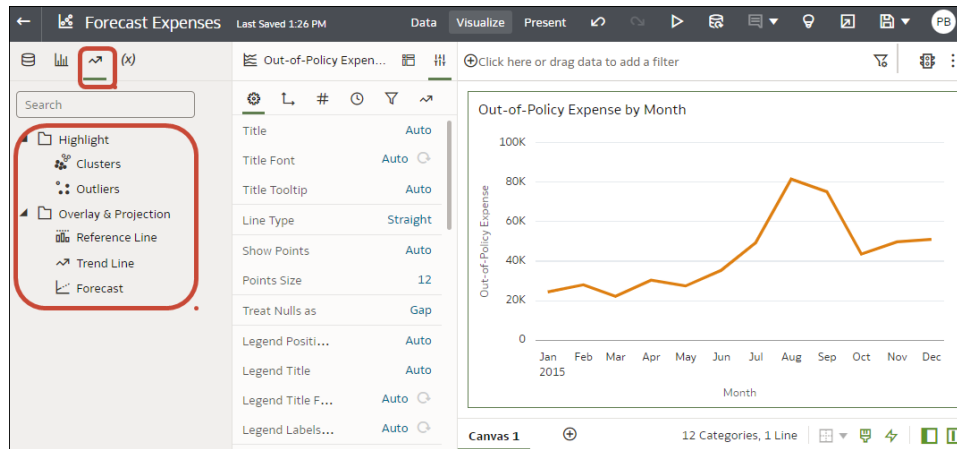 Forecast Expenses Last Saved 1:26 PM Data Visualize Present PB
(x) Out-of-Policy Expen... Click here or drag data to add a filter
Search
Highlight
Clusters
Outliers
Overlay & Projection
Reference Line
Trend Line
Forecast
#
Title Auto
Title Font Auto
Title Tooltip Auto
Line Type Straight
Show Points Auto
Points Size 12
Treat Nulls as Gap
Legend Positi... Auto
Legend Title Auto
Legend Title F... Auto
Legend Labels... Auto
Out-of-Policy Expense by Month
Out-of-Policy Expense
100K
80K
60K
40K
20K
0
Jan Feb Mar Apr May Jun Jul Aug Sep Oct Nov Dec
2015
Month
Canvas 1 12 Categories, 1 Line